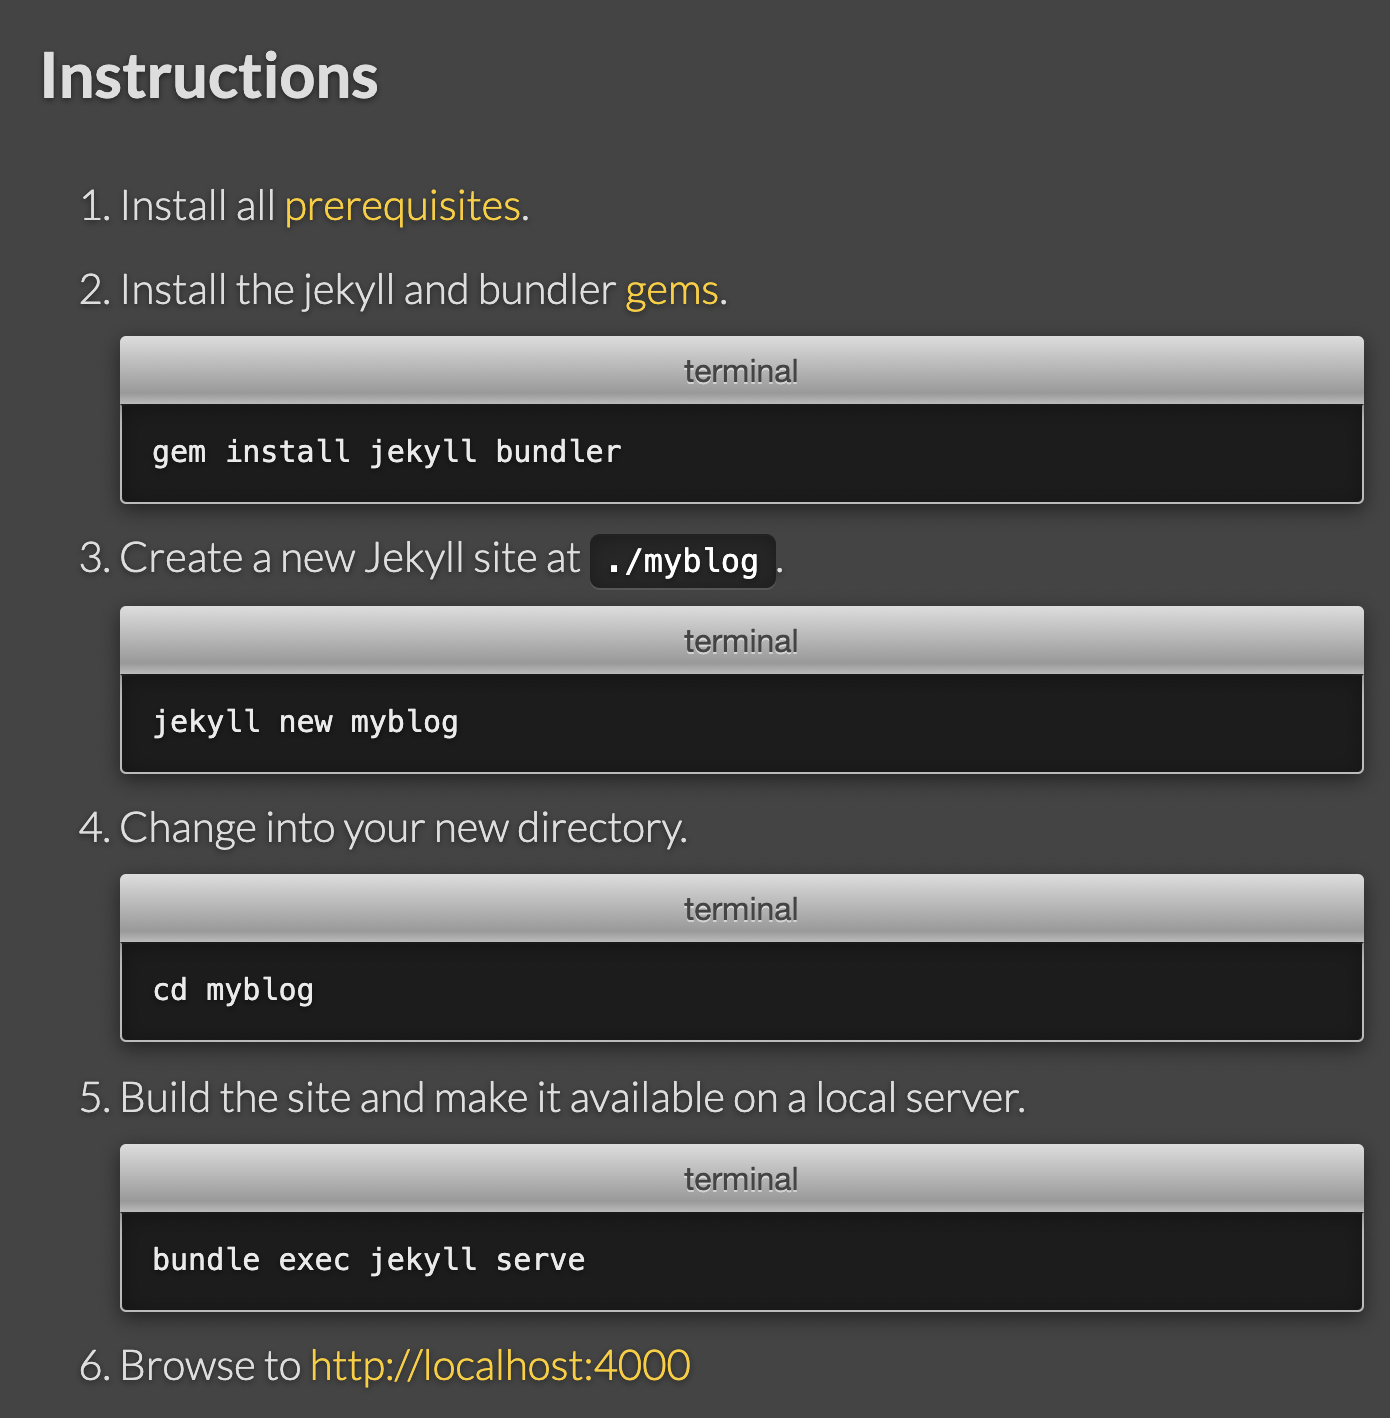 Instructions
1. Install all prerequisites.
2. Install the jekyll and bundler gems.
terminal
gem install jekyll bundler
3. Create a new Jekyll site at ./myblog.
terminal
jekyll new myblog
4. Change into your new directory.
terminal
cd myblog
5. Build the site and make it available on a local server.
terminal
bundle exec jekyll serve
6. Browse to http://localhost:4000